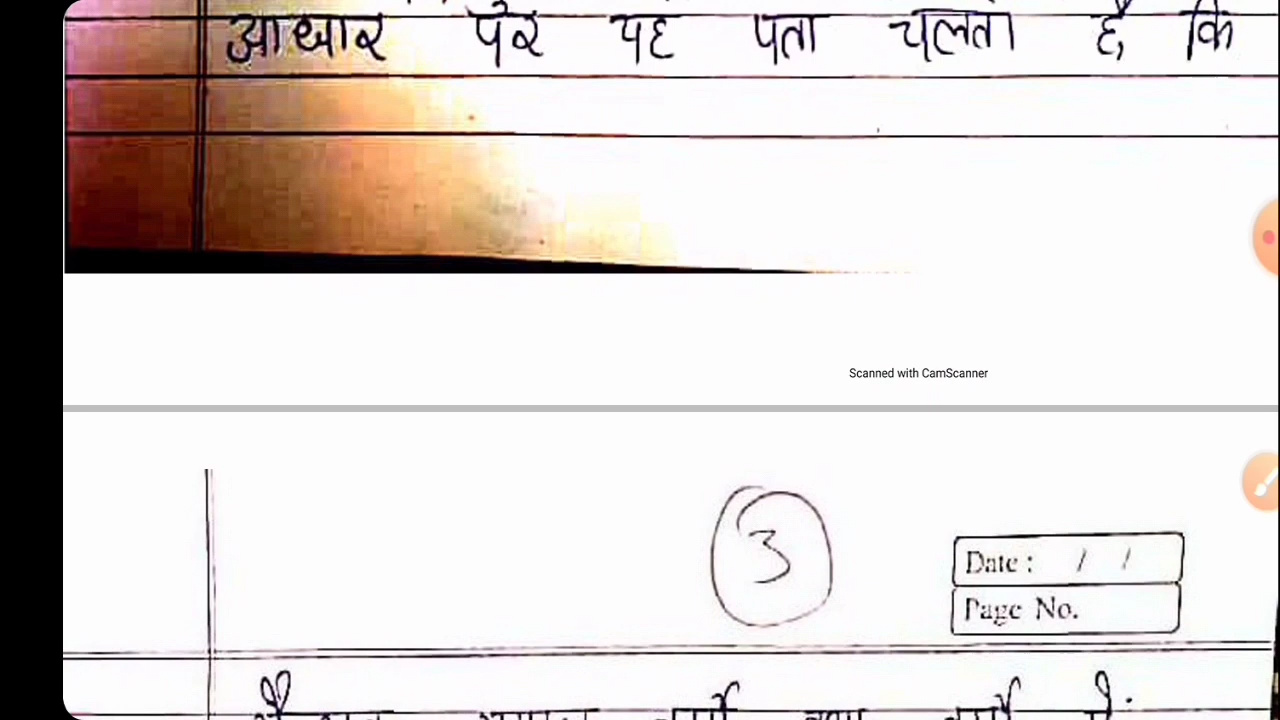 आधार पर यह पता चलता है, कि
Scanned with CamScanner
3
Date : / /
Page No.